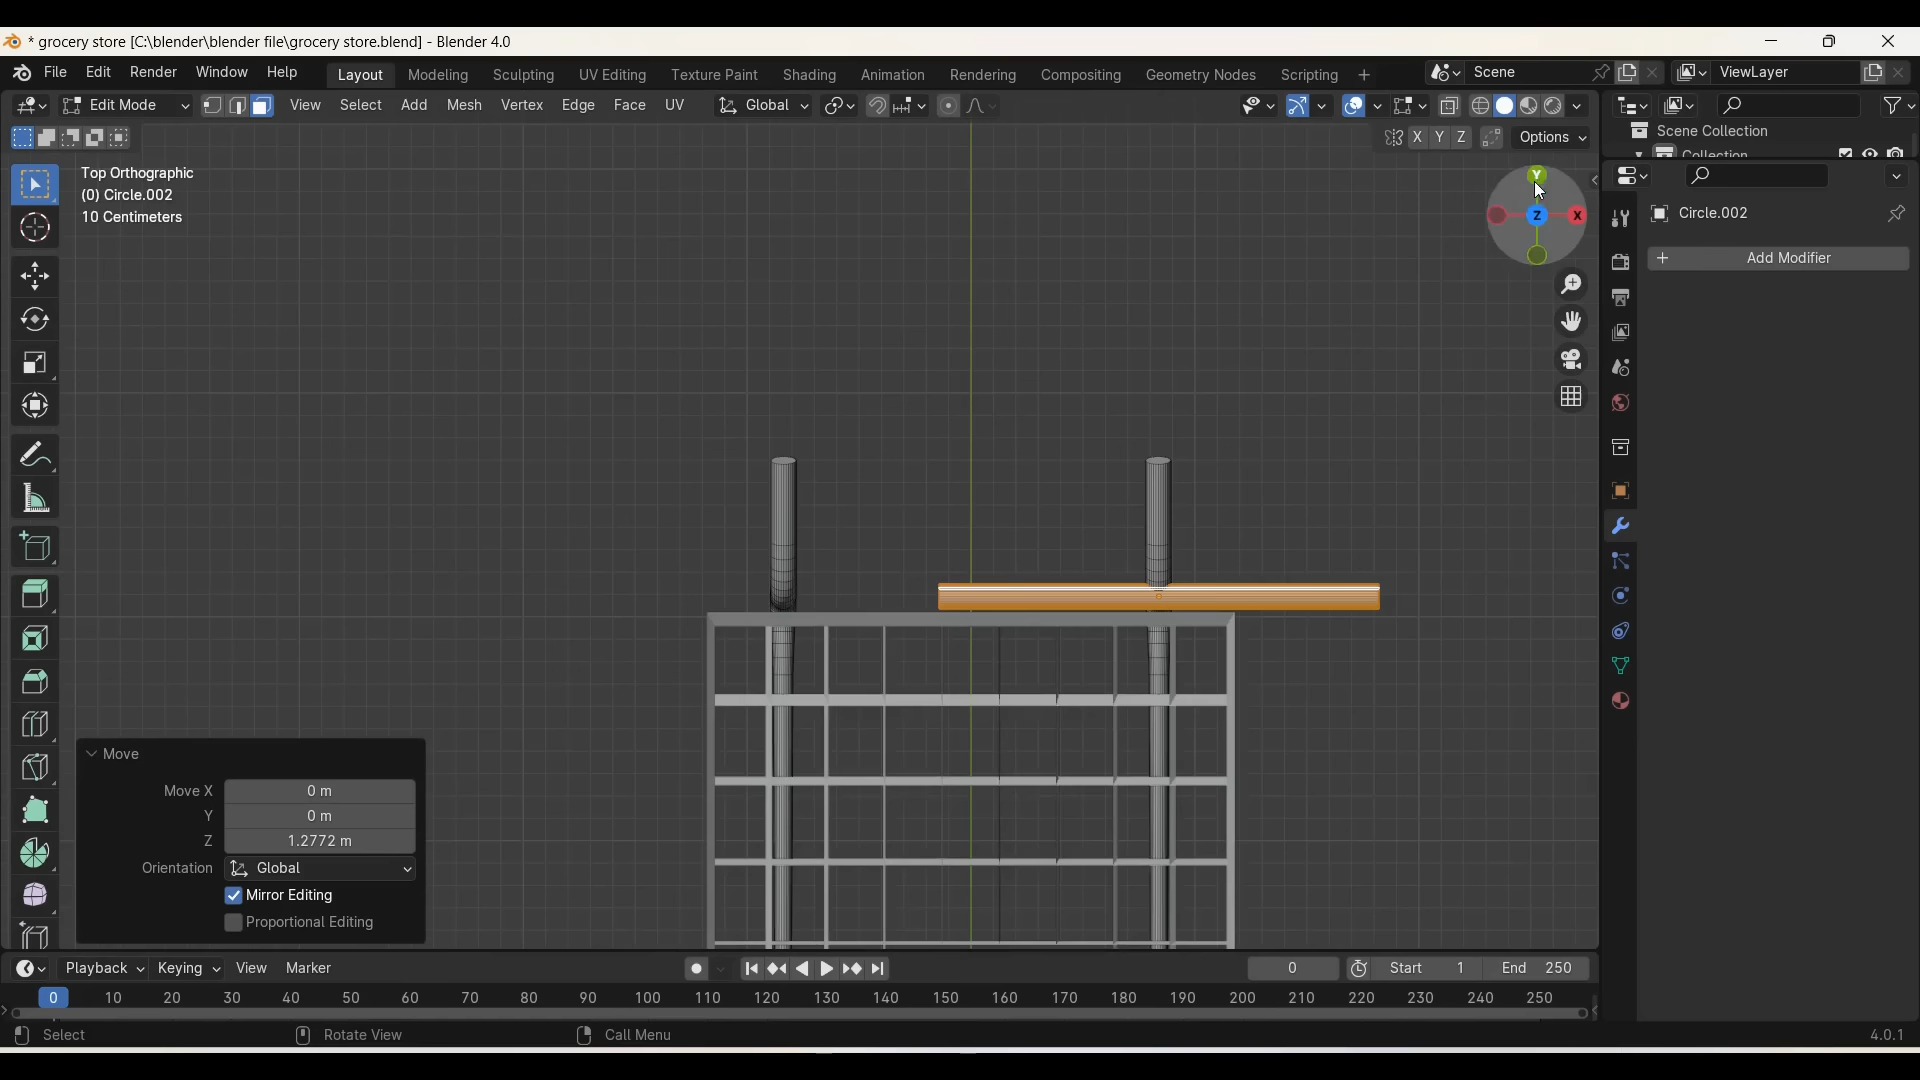 * grocery store [C:\blender\blender file\grocery store.blend] - Blender 4.0
File Edit Render Window Help Layout Modeling Sculpting UV Editing Texture Paint Shading Animation Rendering Compositing Geometry Nodes Scripting + Scene ViewLayer
Edit Mode View Select Add Mesh Vertex Edge Face UV Global
Scene Collection
X Y Z Options
Collection
Top Orthographic
(0) Circle.002
10 Centimeters
Y
X
Z
Circle.002
+ Add Modifier
Move
Move X 0 m
Y 0 m
Z 1.2772 m
Orientation Global
Mirror Editing
Proportional Editing
Playback Keying View Marker 0 Start 1 End 250
0 10 20 30 40 50 60 70 80 90 100 110 120 130 140 150 160 170 180 190 200 210 220 230 240 250
Select Rotate View Call Menu 4.0.1